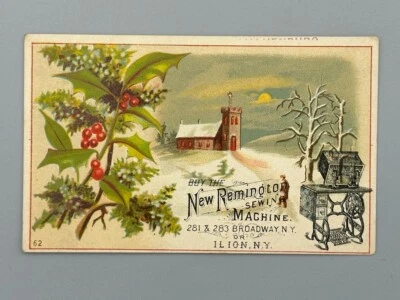 BUY THE
New Remington
SEWING
MACHINE.
281 & 283 BROADWAY, N.Y.
OR
ILION, N.Y.
62